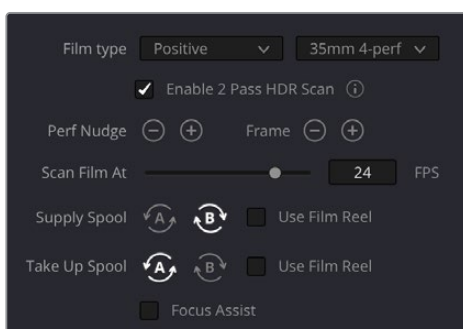 Film type Positive 35mm 4-perf
Enable 2 Pass HDR Scan i
Perf Nudge Frame
Scan Film At 24 FPS
Supply Spool A B Use Film Reel
Take Up Spool A B Use Film Reel
Focus Assist